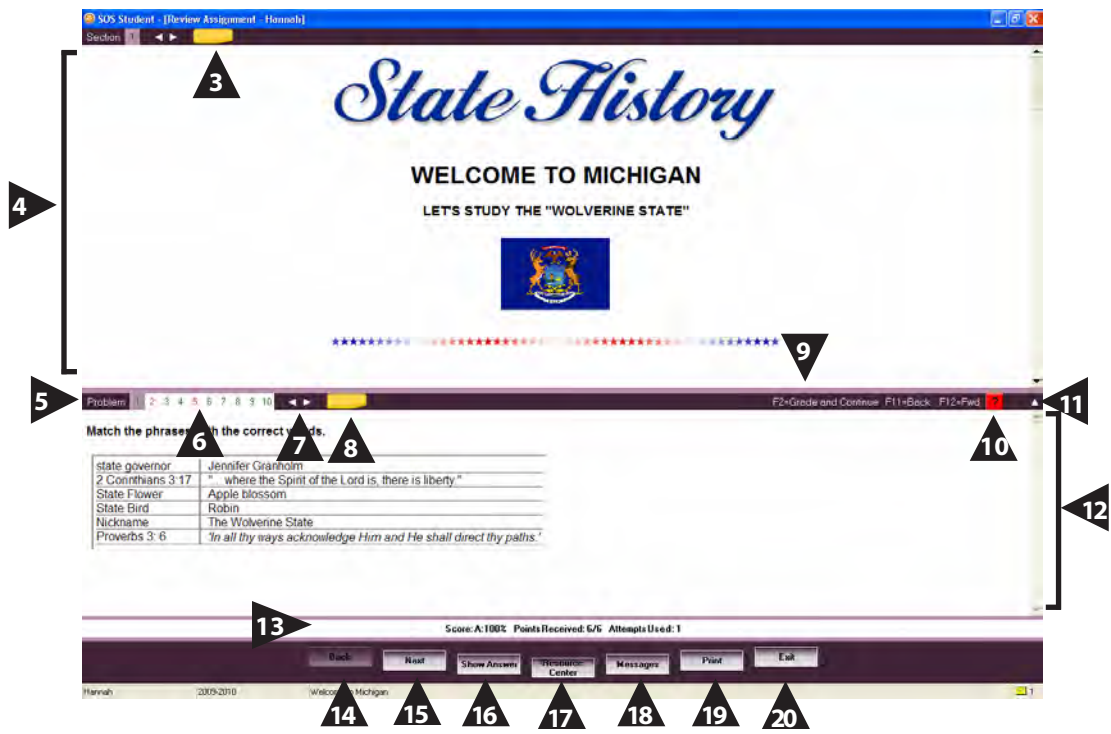 SOS Student - [Review Assignment - Hannah]
Section 1
3
State History
WELCOME TO MICHIGAN
4
LET'S STUDY THE "WOLVERINE STATE"
9
5
Problem 1 2 3 4 5 6 7 8 9 10
F2=Grade and Continue F11=Back F12=Fwd ?
11
6
7
8
10
Match the phrases with the correct words.
state governor Jennifer Granholm
2 Corinthians 3:17 "... where the Spirit of the Lord is, there is liberty."
State Flower Apple blossom
State Bird Robin
Nickname The Wolverine State
Proverbs 3: 6 'In all thy ways acknowledge Him and He shall direct thy paths.'
12
13
Score: A: 100% Points Received: 6/6 Attempts Used: 1
Back Next Show Answer Resource Center Messages Print Exit
Hannah 2009-2010 Welcome to Michigan 1
14 15 16 17 18 19 20